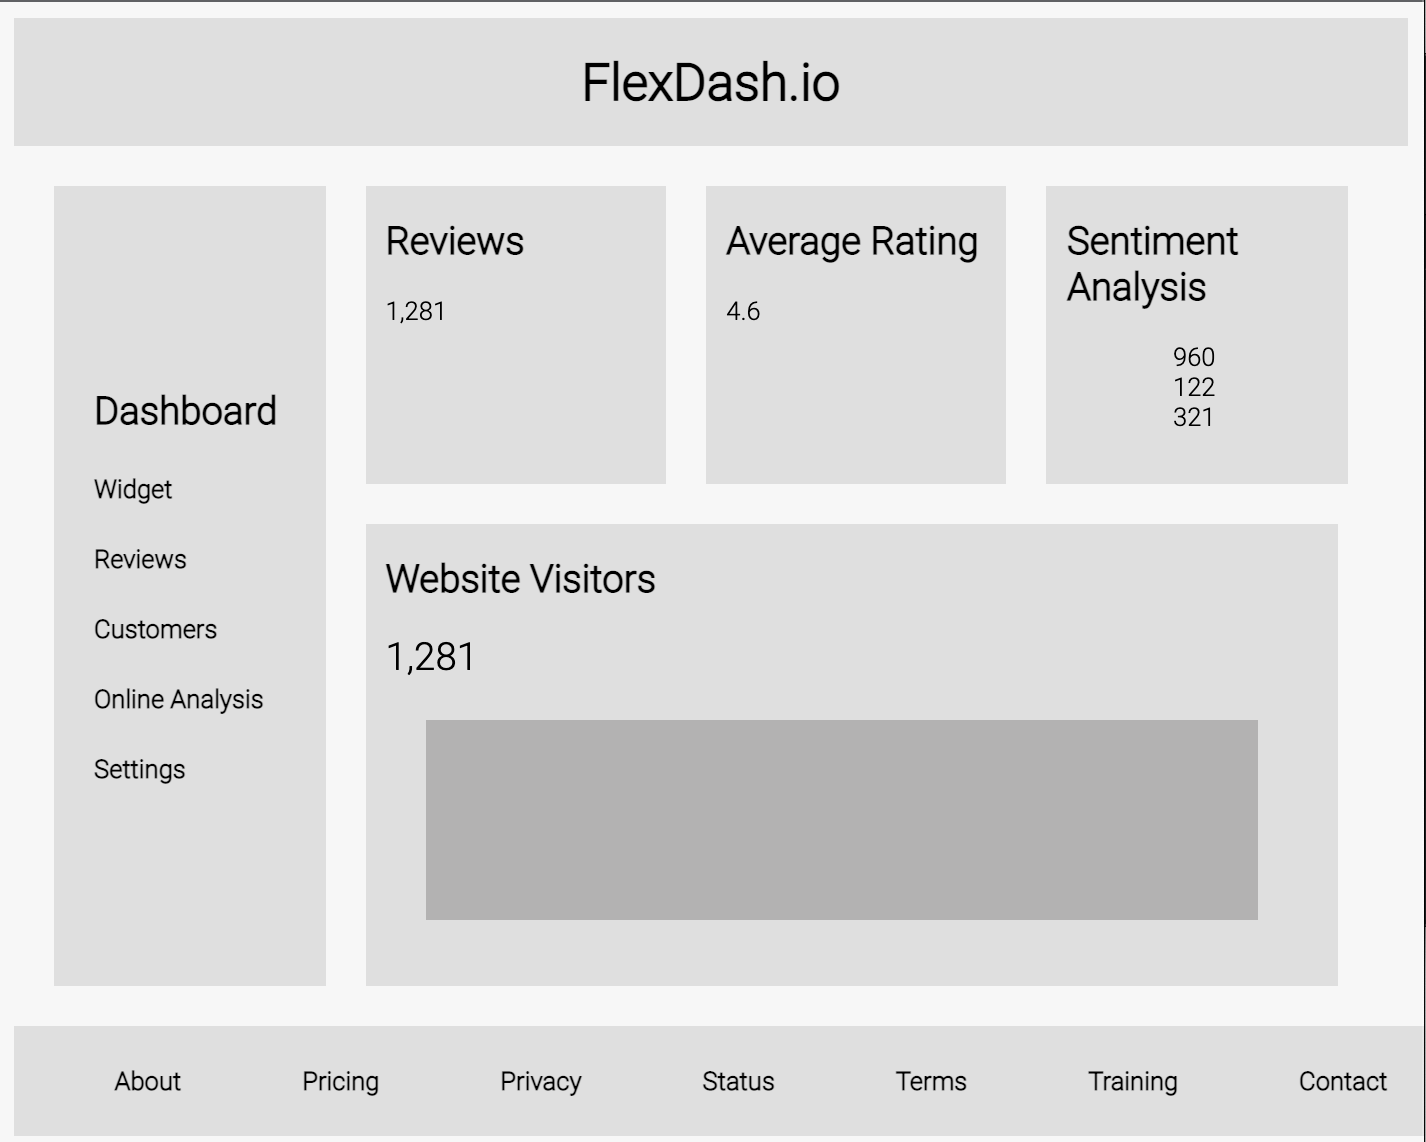 FlexDash.io
Dashboard
Widget
Reviews
Customers
Online Analysis
Settings
Reviews
1,281
Average Rating
4.6
Sentiment
Analysis
960
122
321
Website Visitors
1,281
About
Pricing
Privacy
Status
Terms
Training
Contact